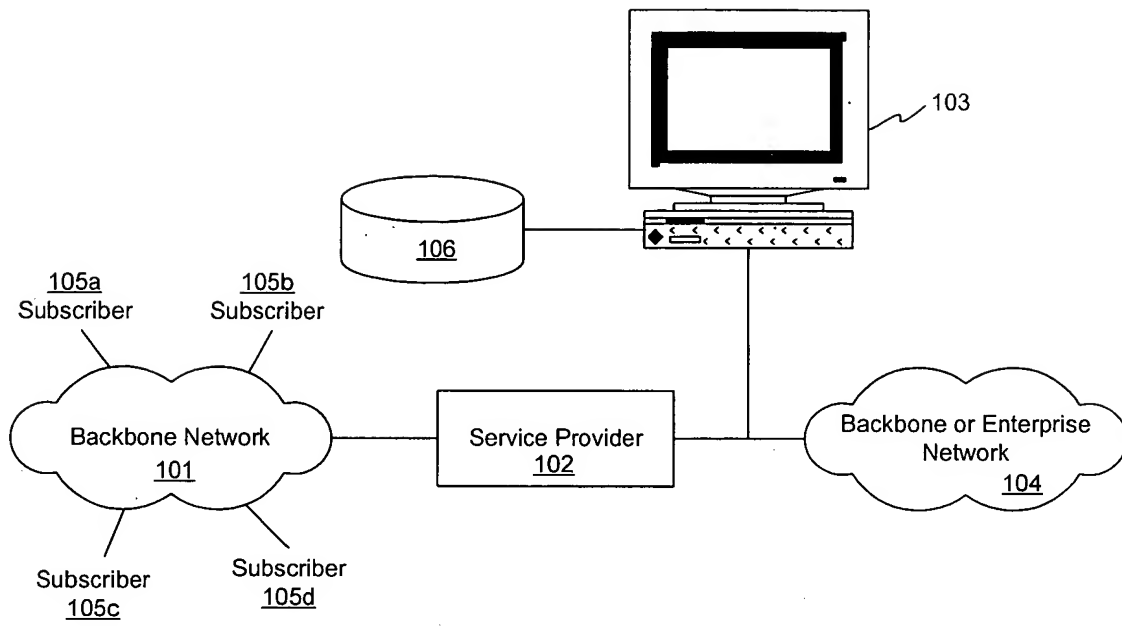 103
106
105a
Subscriber
105b
Subscriber
Backbone Network
101
Service Provider
102
Backbone or Enterprise
Network
104
Subscriber
105c
Subscriber
105d